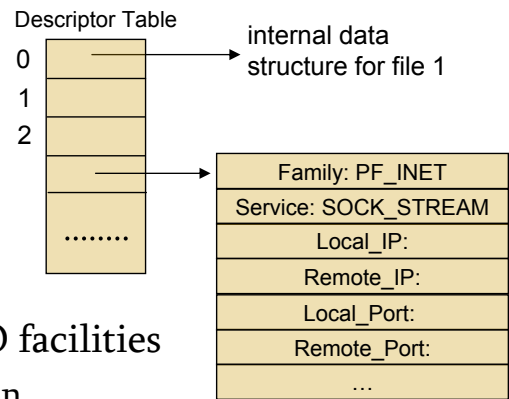 Descriptor Table
0
1
2
........
internal data
structure for file 1
Family: PF_INET
Service: SOCK_STREAM
Local_IP:
Remote_IP:
Local_Port:
Remote_Port:
…
facilities